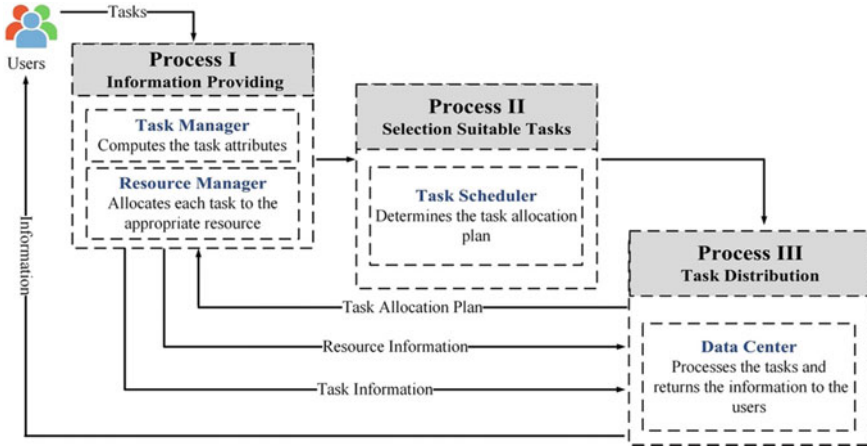 Tasks
Users
Process I
Information Providing
Task Manager
Computes the task attributes
Resource Manager
Allocates each task to the
appropriate resource
Process II
Selection Suitable Tasks
Task Scheduler
Determines the task allocation
plan
Process III
Task Distribution
Data Center
Processes the tasks and
returns the information to the
users
Task Allocation Plan
Resource Information
Task Information
Information